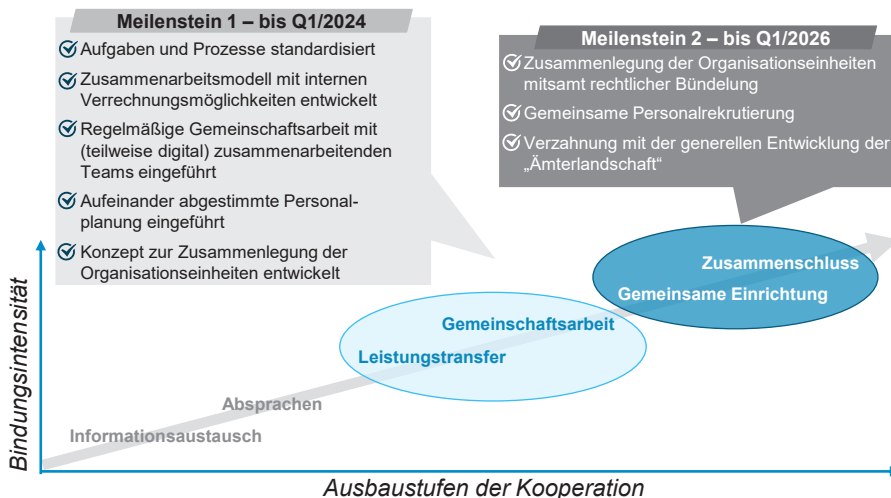 Meilenstein 1 – bis Q1/2024
Aufgaben und Prozesse standardisiert
Zusammenarbeitsmodell mit internen
Verrechnungsmöglichkeiten entwickelt
Regelmäßige Gemeinschaftsarbeit mit
(teilweise digital) zusammenarbeitenden
Teams eingeführt
Aufeinander abgestimmte Personal-
planung eingeführt
Konzept zur Zusammenlegung der
Organisationseinheiten entwickelt
Meilenstein 2 – bis Q1/2026
Zusammenlegung der Organisationseinheiten
mitsamt rechtlicher Bündelung
Gemeinsame Personalrekrutierung
Verzahnung mit der generellen Entwicklung der
„Ämterlandschaft“
Zusammenschluss
Gemeinsame Einrichtung
Gemeinschaftsarbeit
Leistungstransfer
Absprachen
Informationsaustausch
Bindungsintensität
Ausbaustufen der Kooperation